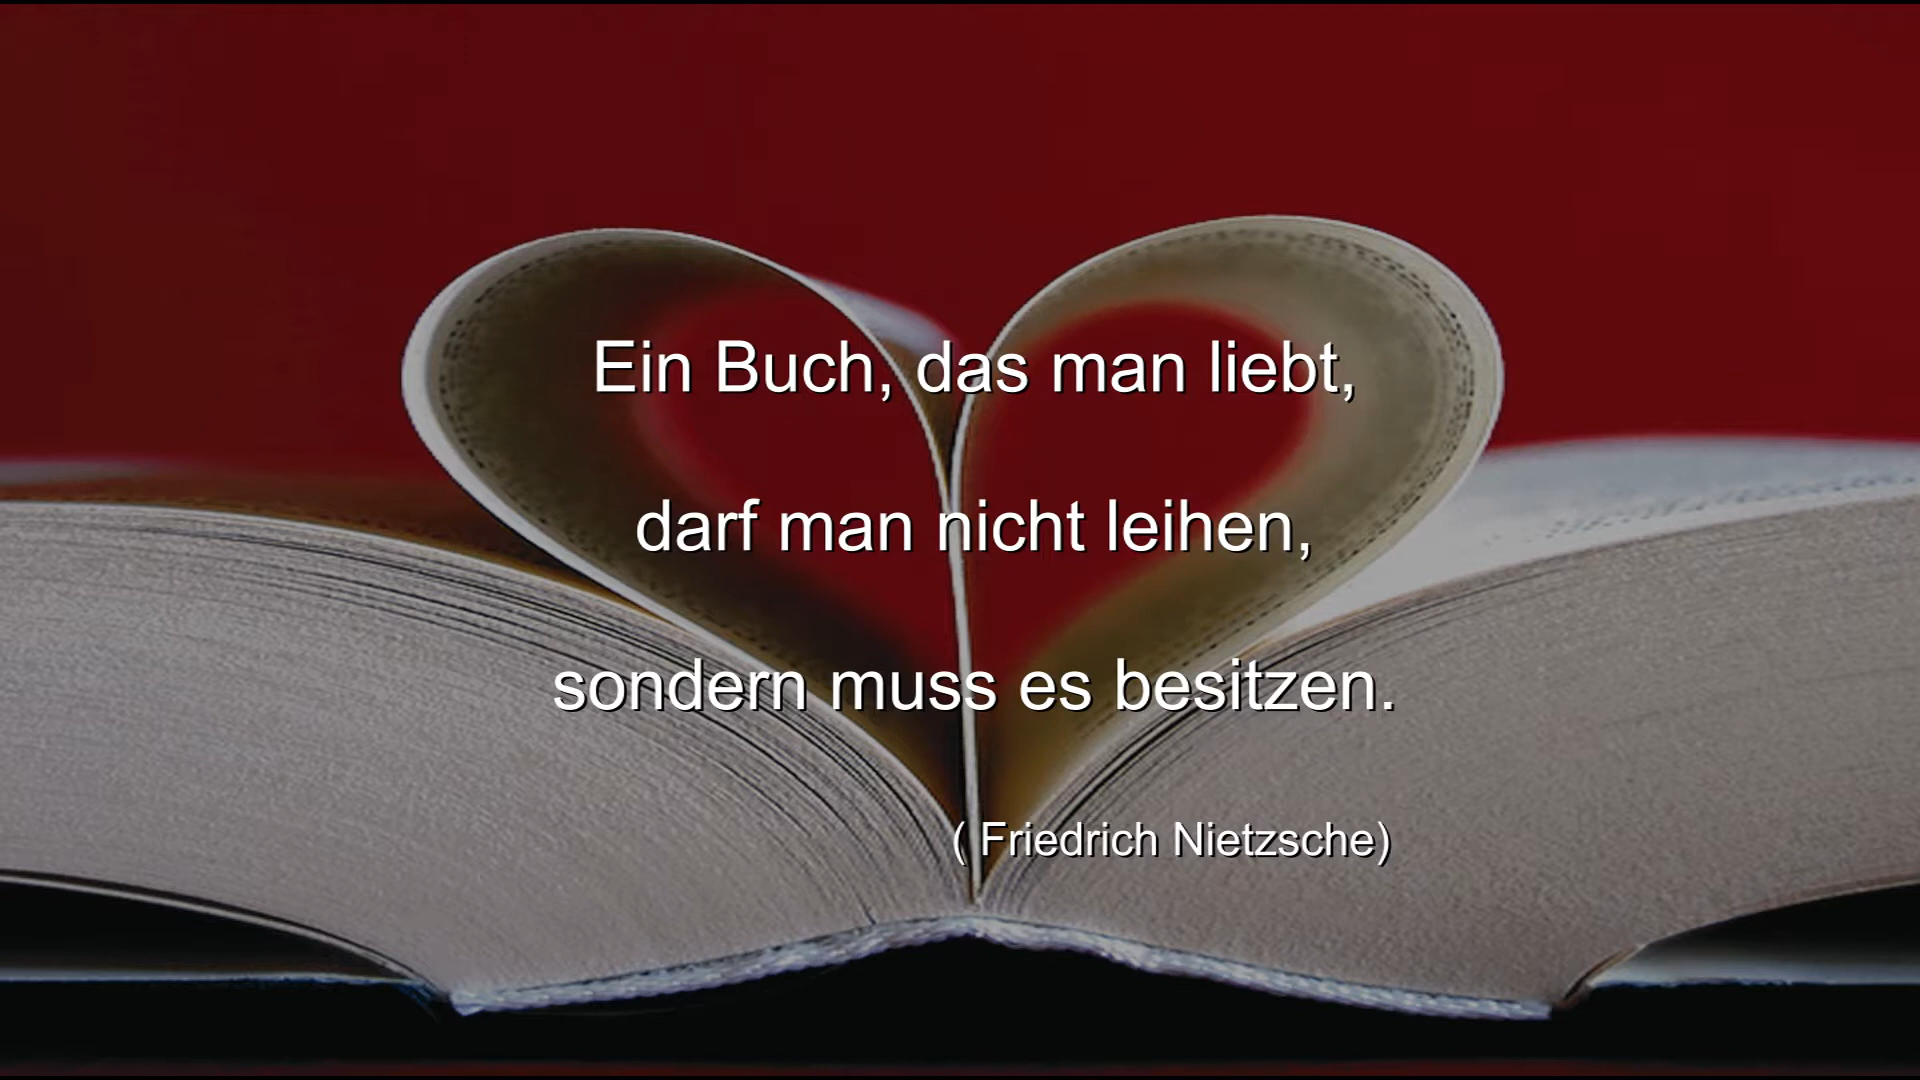 Ein Buch, das man liebt,
darf man nicht leihen,
sondern muss es besitzen.
( Friedrich Nietzsche)